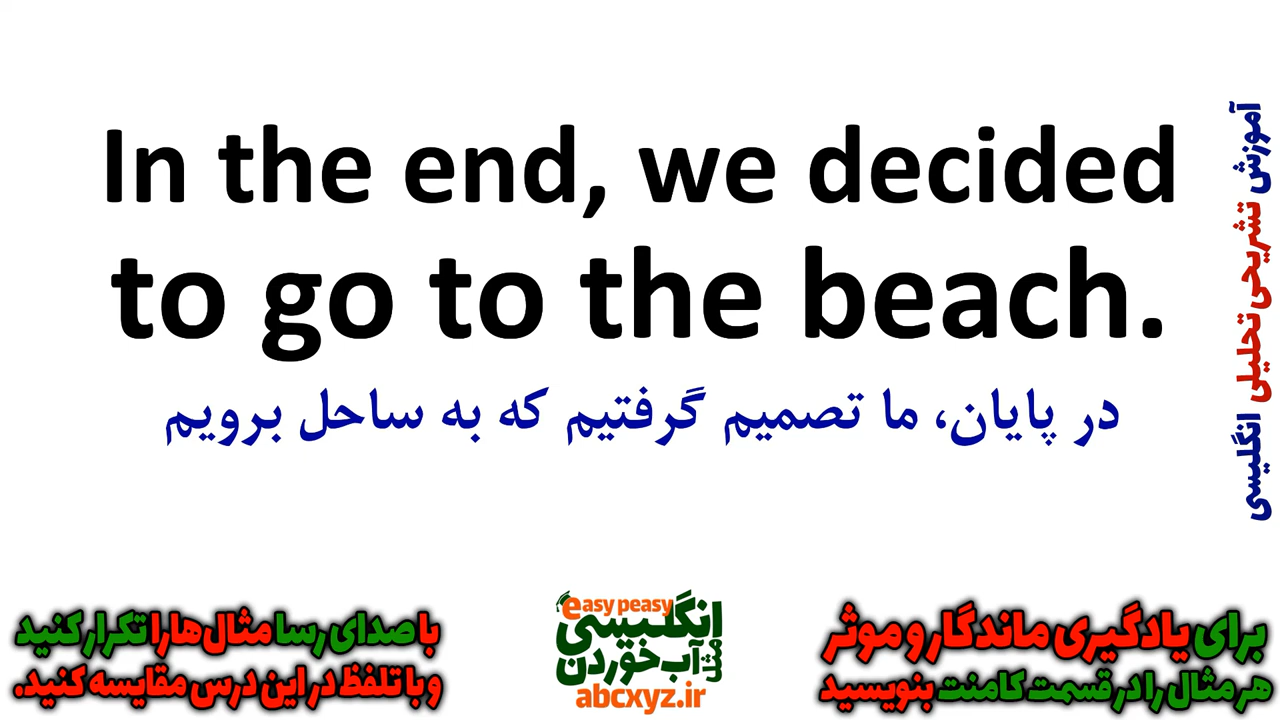 In the end, we decided
to go to the beach.
در پایان، ما تصمیم گرفتیم که به ساحل برویم
آموزش تشریحی تحلیلی انگلیسی
برای یادگیری ماندگار و موثر
هر مثال را در قسمت کامنت بنویسید
easy peasy
انگلیسی
مثل
آب خوردن
abcxyz.ir
با صدای رسا مثال‌ها را تکرار کنید
و با تلفظ در این درس مقایسه کنید.